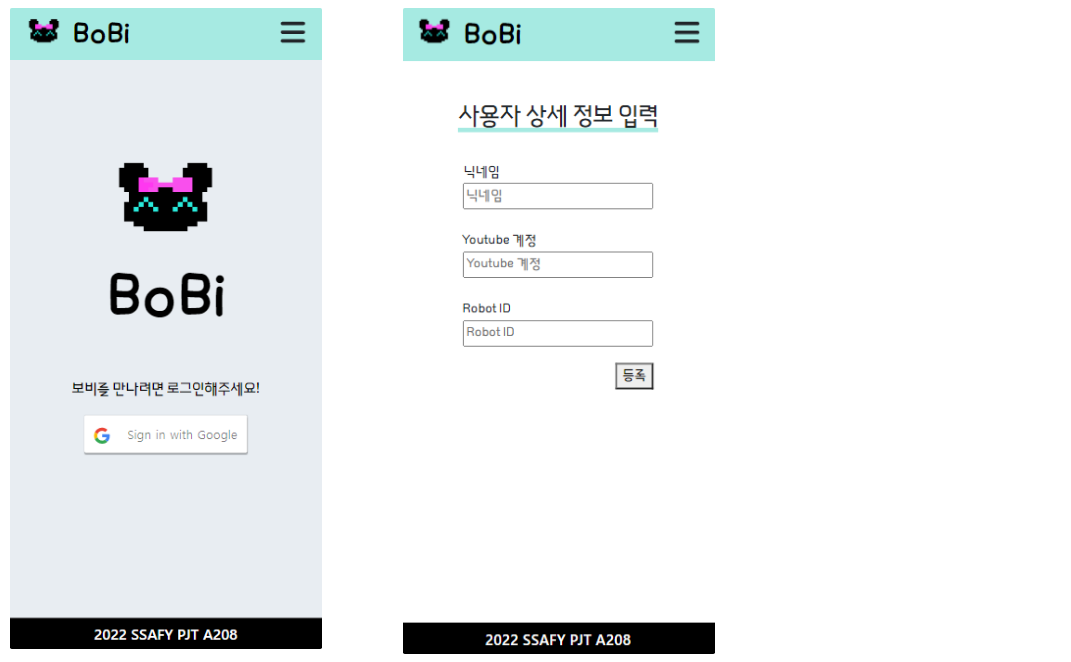 BoBi
BoBi
보비를 만나려면 로그인해주세요!
Sign in with Google
2022 SSAFY PJT A208
BoBi
사용자 상세 정보 입력
닉네임
닉네임
Youtube 계정
Youtube 계정
Robot ID
Robot ID
등록
2022 SSAFY PJT A208